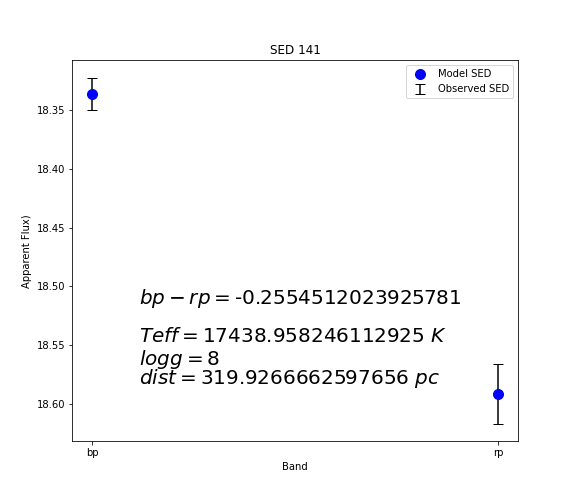 SED 141
Model SED
Observed SED
18.35
18.40
18.45
18.50
18.55
18.60
Apparent Flux)
bp − rp = -0.2554512023925781
Teff = 17438.958246112925 K
logg = 8
dist = 319.9266662597656 pc
bp
rp
Band